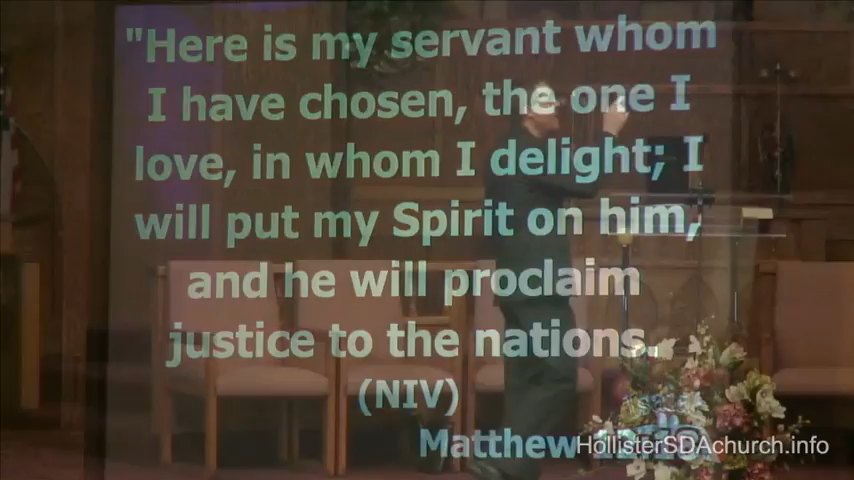 "Here is my servant whom
I have chosen, the one I
love, in whom I delight; I
will put my Spirit on him,
and he will proclaim
justice to the nations.
(NIV)
Matthew
HollisterSDAchurch.info